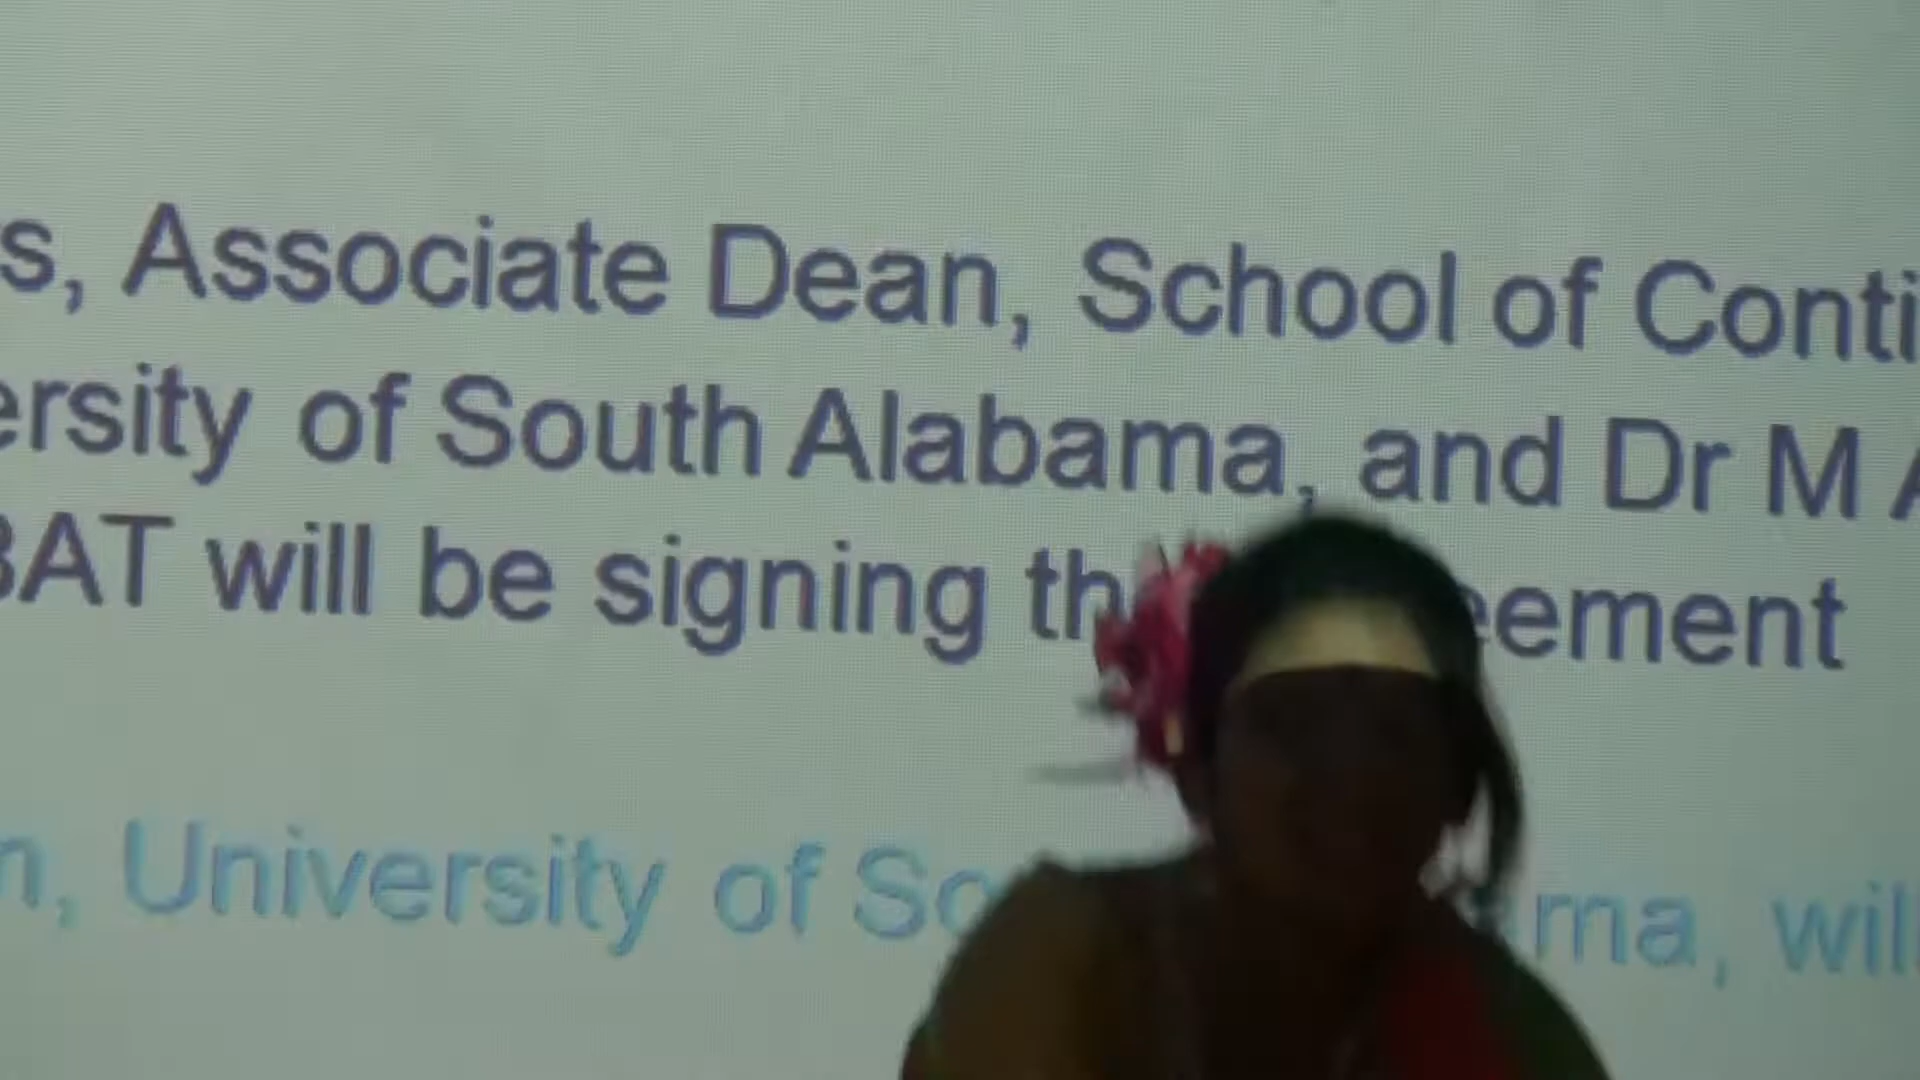 s, Associate Dean, School of Conti
ersity of South Alabama, and Dr M A
BAT will be signing th eement
n, University of So ma, will